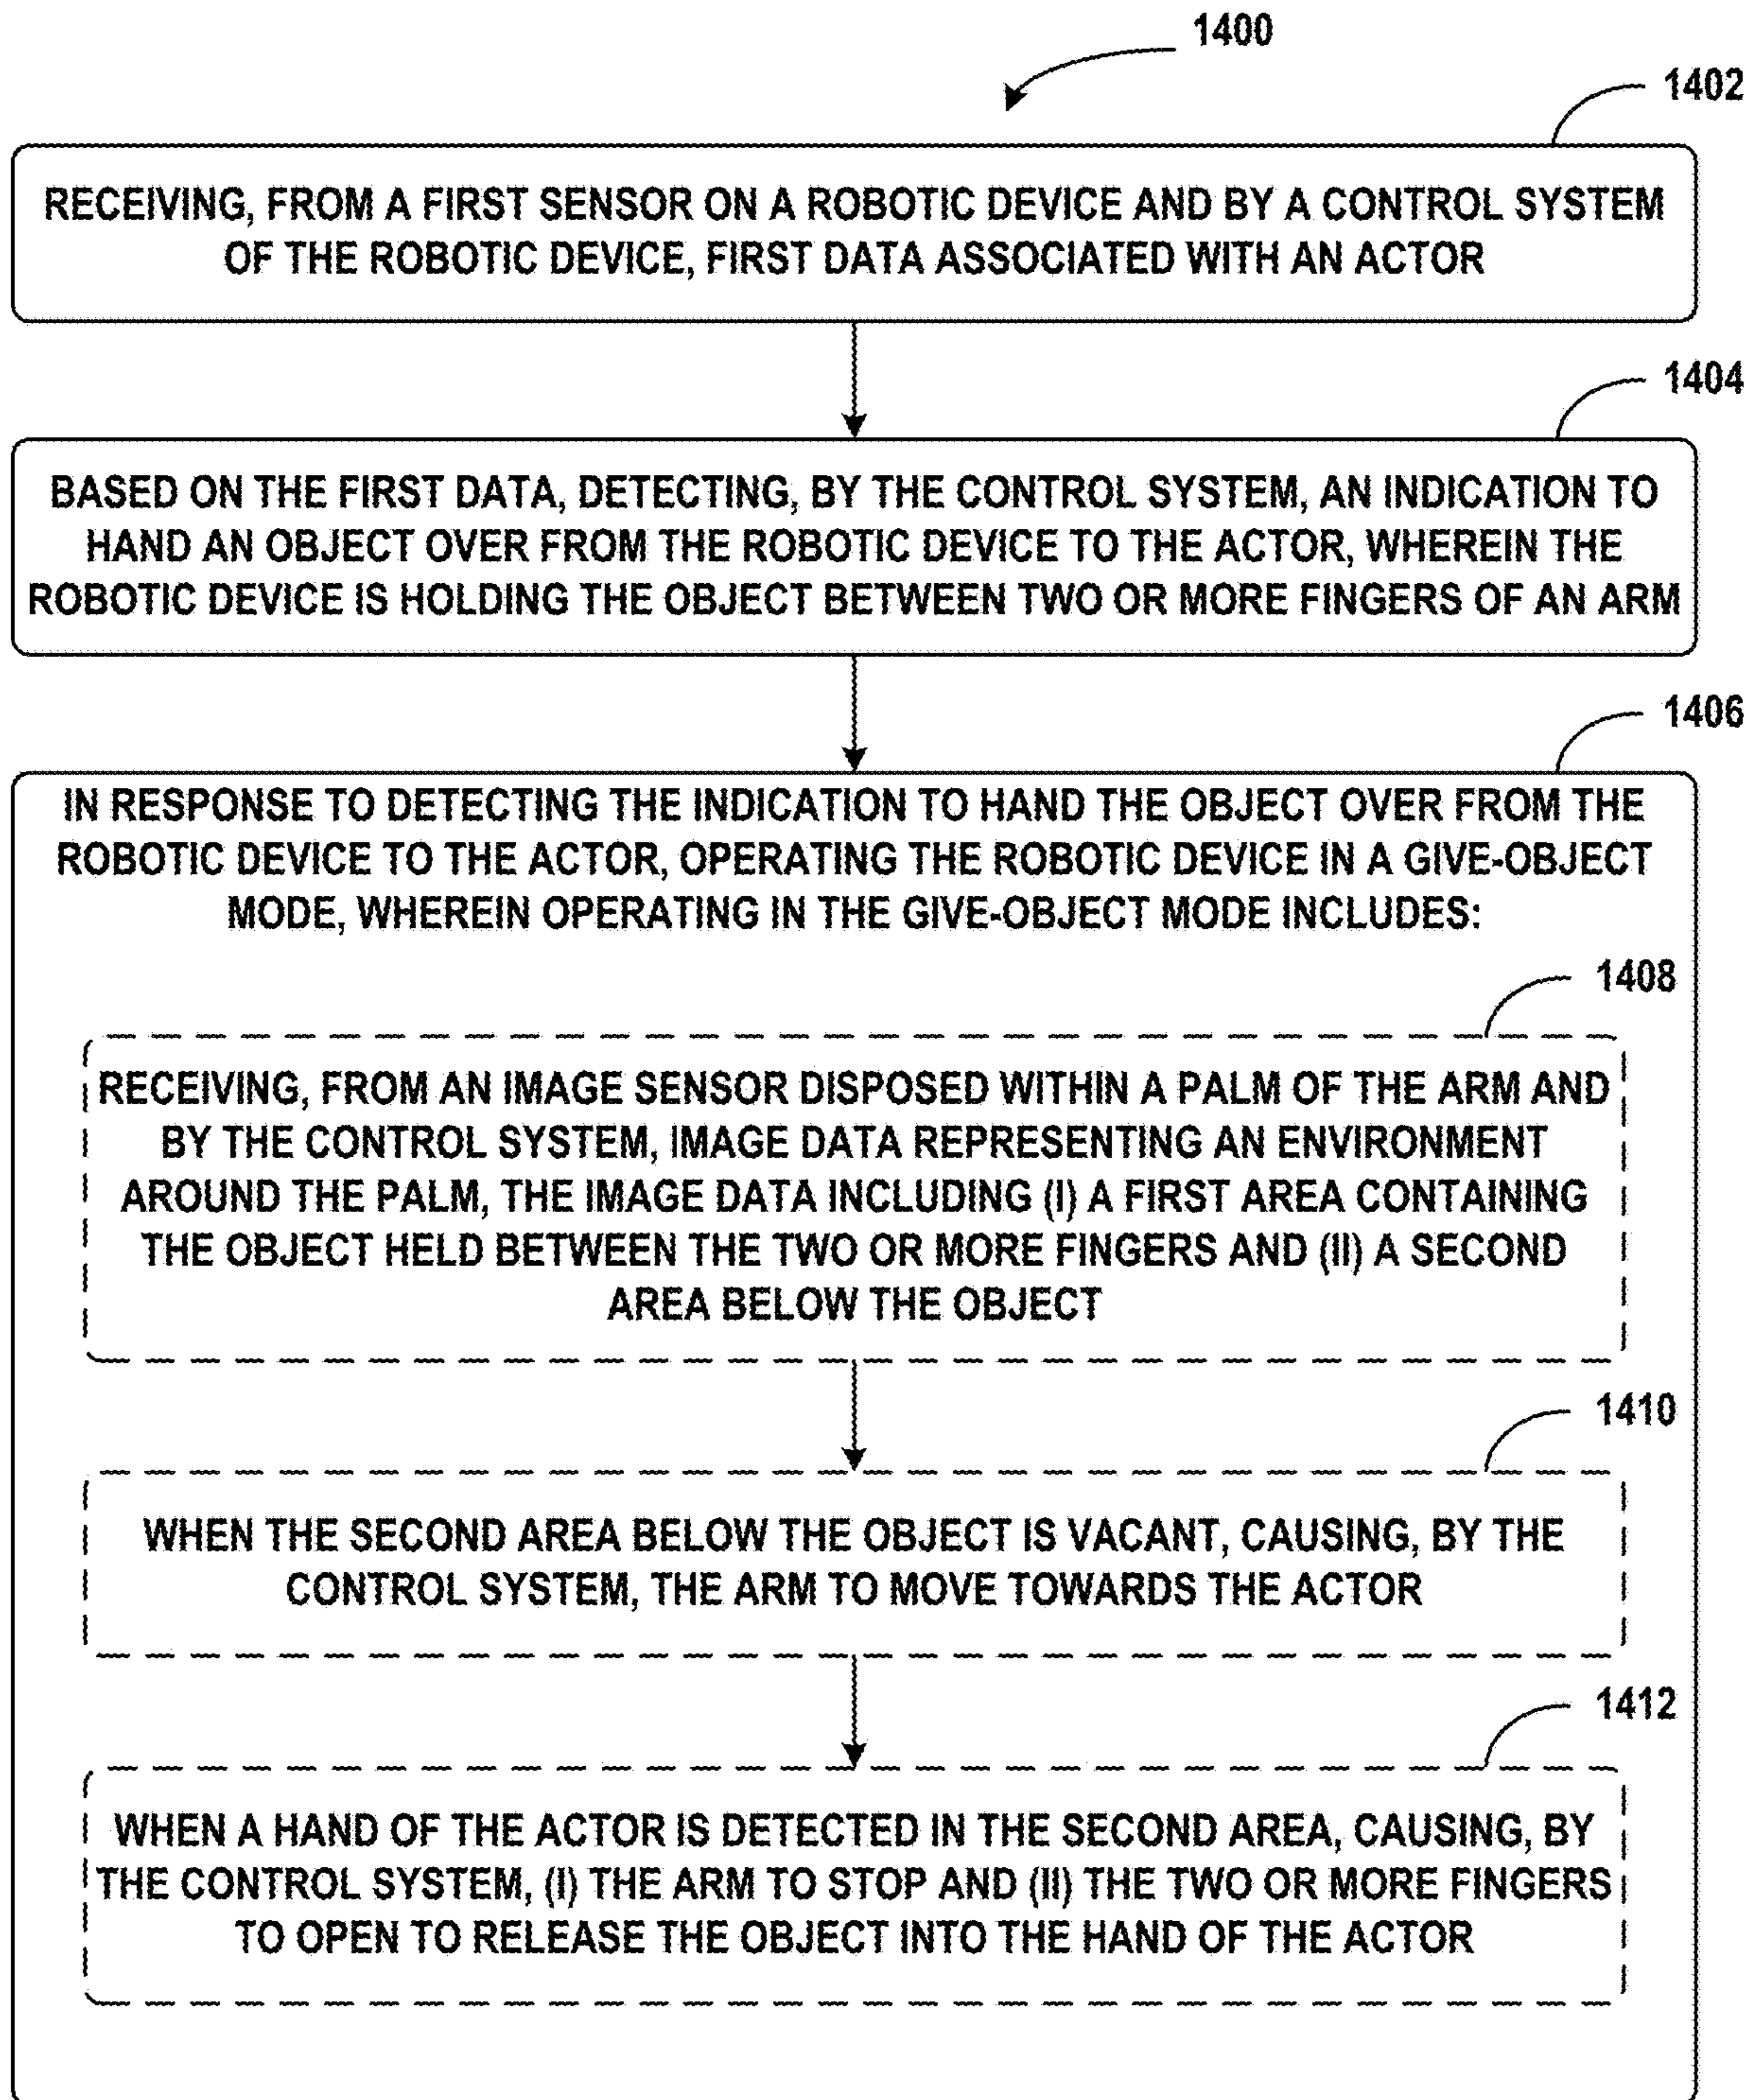 1400
1402
RECEIVING, FROM A FIRST SENSOR ON A ROBOTIC DEVICE AND BY A CONTROL SYSTEM
OF THE ROBOTIC DEVICE, FIRST DATA ASSOCIATED WITH AN ACTOR
1404
BASED ON THE FIRST DATA, DETECTING, BY THE CONTROL SYSTEM, AN INDICATION TO
HAND AN OBJECT OVER FROM THE ROBOTIC DEVICE TO THE ACTOR, WHEREIN THE
ROBOTIC DEVICE IS HOLDING THE OBJECT BETWEEN TWO OR MORE FINGERS OF AN ARM
1406
IN RESPONSE TO DETECTING THE INDICATION TO HAND THE OBJECT OVER FROM THE
ROBOTIC DEVICE TO THE ACTOR, OPERATING THE ROBOTIC DEVICE IN A GIVE-OBJECT
MODE, WHEREIN OPERATING IN THE GIVE-OBJECT MODE INCLUDES:
1408
RECEIVING, FROM AN IMAGE SENSOR DISPOSED WITHIN A PALM OF THE ARM AND
BY THE CONTROL SYSTEM, IMAGE DATA REPRESENTING AN ENVIRONMENT
AROUND THE PALM, THE IMAGE DATA INCLUDING (I) A FIRST AREA CONTAINING
THE OBJECT HELD BETWEEN THE TWO OR MORE FINGERS AND (II) A SECOND
AREA BELOW THE OBJECT
1410
WHEN THE SECOND AREA BELOW THE OBJECT IS VACANT, CAUSING, BY THE
CONTROL SYSTEM, THE ARM TO MOVE TOWARDS THE ACTOR
1412
WHEN A HAND OF THE ACTOR IS DETECTED IN THE SECOND AREA, CAUSING, BY
THE CONTROL SYSTEM, (I) THE ARM TO STOP AND (II) THE TWO OR MORE FINGERS
TO OPEN TO RELEASE THE OBJECT INTO THE HAND OF THE ACTOR